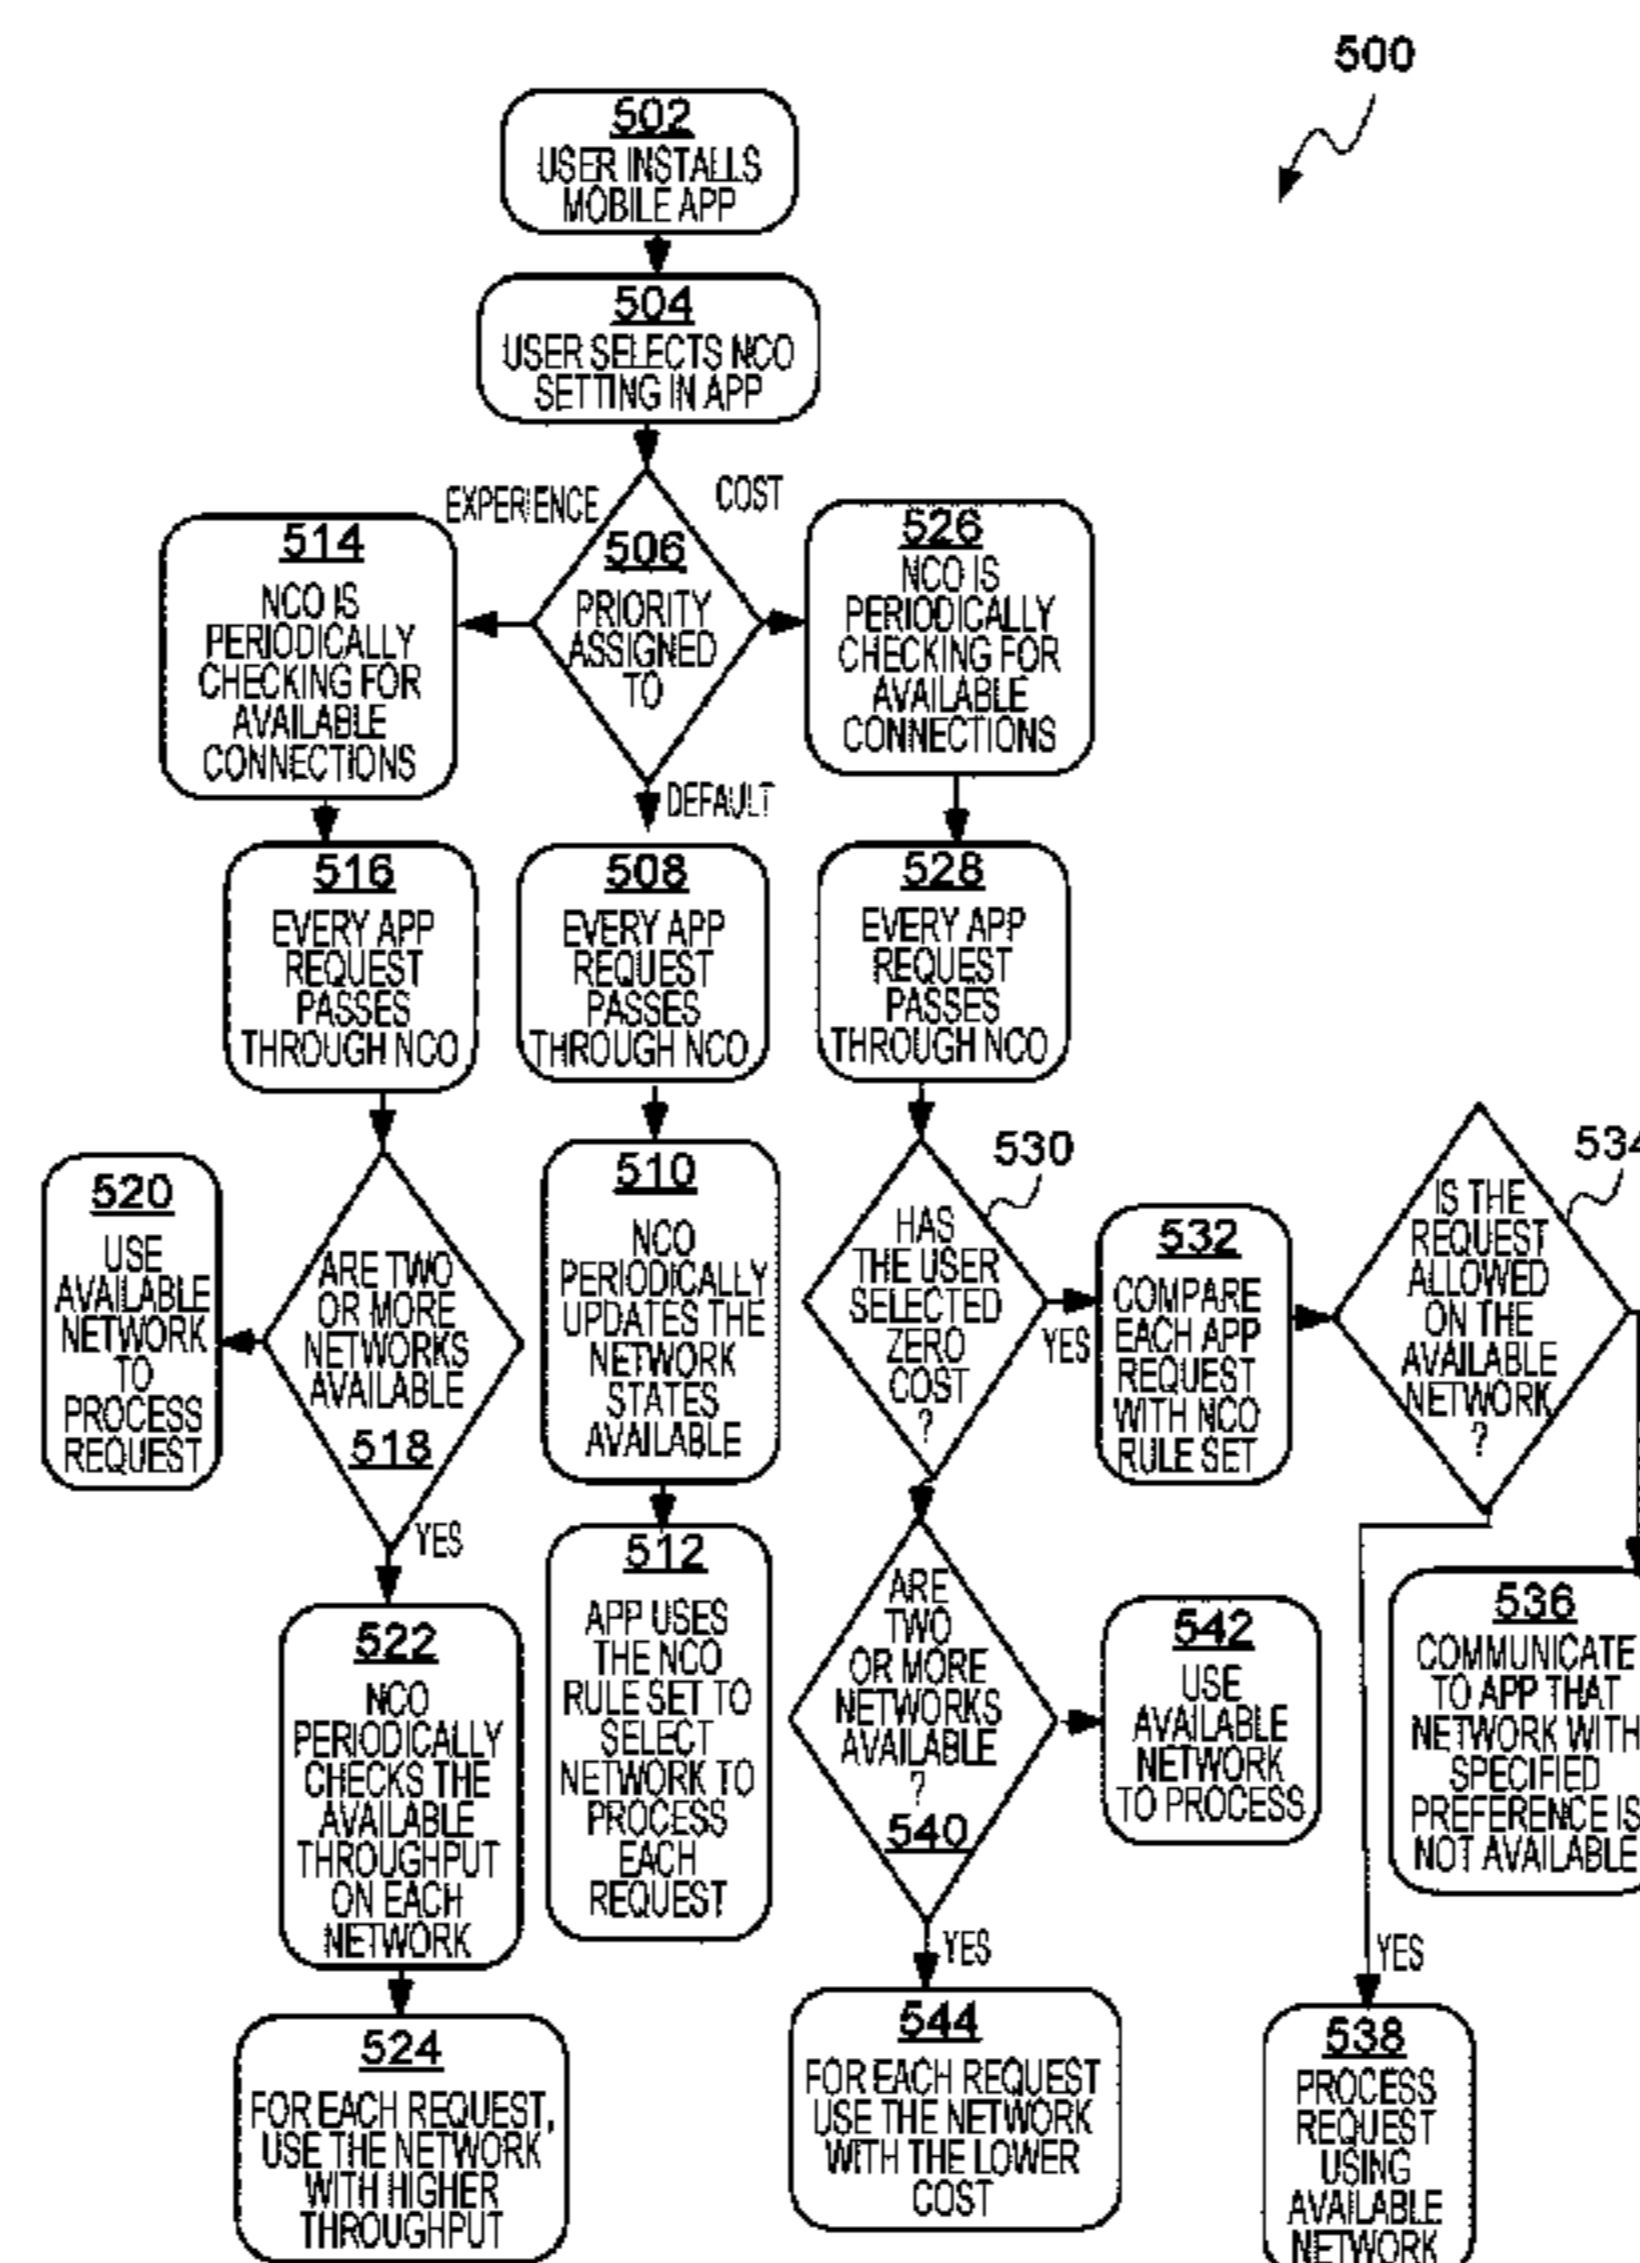 500
502
USER INSTALLS
MOBILE APP
504
USER SELECTS NCO
SETTING IN APP
EXPERIENCE
COST
506
PRIORITY
ASSIGNED
TO
DEFAULT
514
NCO IS
PERIODICALLY
CHECKING FOR
AVAILABLE
CONNECTIONS
526
NCO IS
PERIODICALLY
CHECKING FOR
AVAILABLE
CONNECTIONS
516
EVERY APP
REQUEST
PASSES
THROUGH NCO
508
EVERY APP
REQUEST
PASSES
THROUGH NCO
528
EVERY APP
REQUEST
PASSES
THROUGH NCO
520
USE
AVAILABLE
NETWORK
TO
PROCESS
REQUEST
ARE TWO
OR MORE
NETWORKS
AVAILABLE
518
YES
510
NCO
PERIODICALLY
UPDATES THE
NETWORK
STATES
AVAILABLE
530
HAS
THE USER
SELECTED
ZERO
COST
?
YES
532
COMPARE
EACH APP
REQUEST
WITH NCO
RULE SET
534
IS THE
REQUEST
ALLOWED
ON THE
AVAILABLE
NETWORK
?
522
NCO
PERIODICALLY
CHECKS THE
AVAILABLE
THROUGHPUT
ON EACH
NETWORK
512
APP USES
THE NCO
RULE SET TO
SELECT
NETWORK TO
PROCESS
EACH
REQUEST
ARE
TWO
OR MORE
NETWORKS
AVAILABLE
?
540
YES
542
USE
AVAILABLE
NETWORK
TO PROCESS
536
COMMUNICATE
TO APP THAT
NETWORK WITH
SPECIFIED
PREFERENCE IS
NOT AVAILABLE
YES
524
FOR EACH REQUEST,
USE THE NETWORK
WITH HIGHER
THROUGHPUT
544
FOR EACH REQUEST
USE THE NETWORK
WITH THE LOWER
COST
538
PROCESS
REQUEST
USING
AVAILABLE
NETWORK